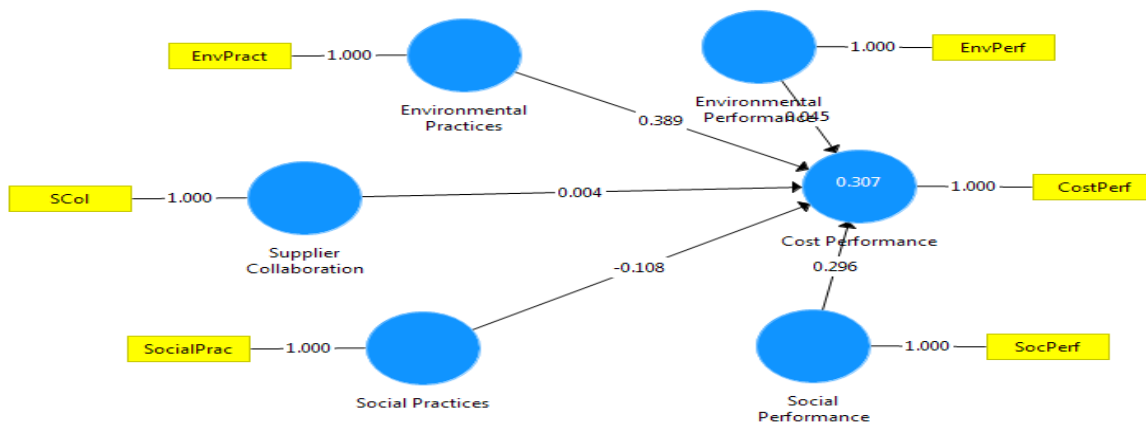 EnvPract
1.000
Environmental
Practices
EnvPerf
1.000
Environmental
Performance
0.045
0.389
SCol
1.000
Supplier
Collaboration
0.004
0.307
1.000
CostPerf
Cost Performance
SocialPrac
1.000
Social Practices
-0.108
0.296
1.000
SocPerf
Social
Performance